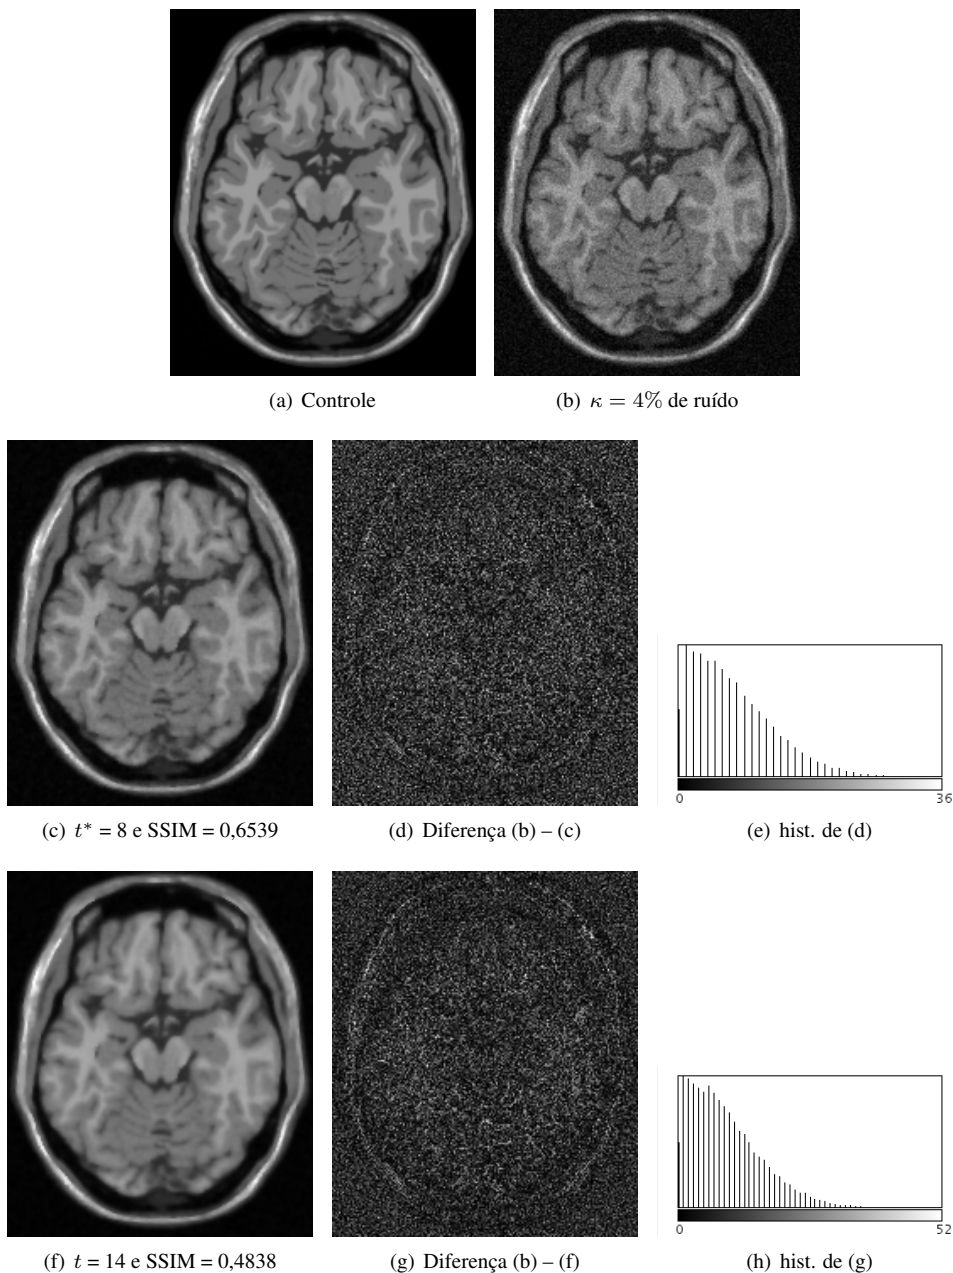 (a) Controle
(b) κ = 4% de ruído
0
36
(c) t* = 8 e SSIM = 0,6539
(d) Diferença (b) – (c)
(e) hist. de (d)
0
52
(f) t = 14 e SSIM = 0,4838
(g) Diferença (b) – (f)
(h) hist. de (g)